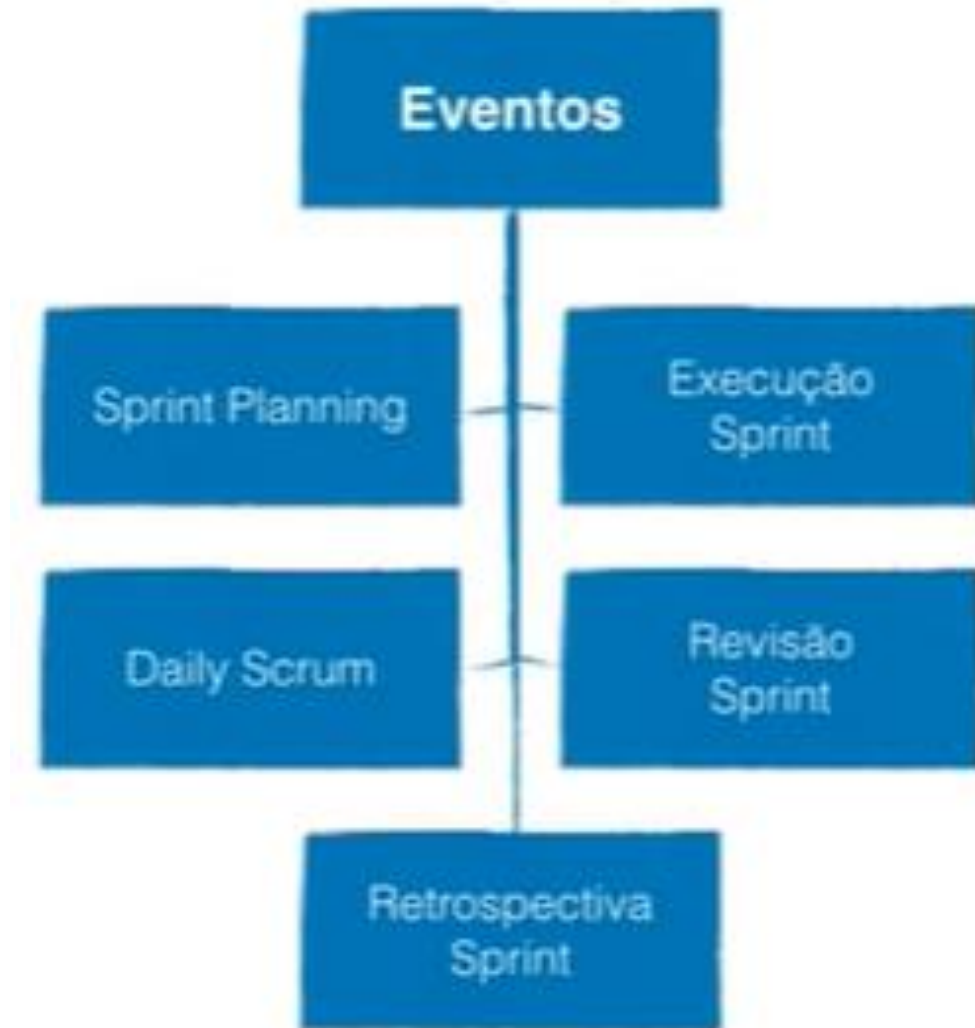 Eventos
Sprint Planning
Execução
Sprint
Daily Scrum
Revisão
Sprint
Retrospectiva
Sprint